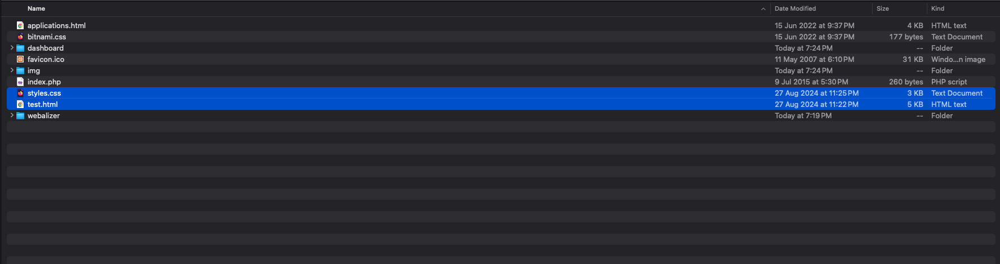 Name Date Modified Size Kind
applications.html 15 Jun 2022 at 9:37 PM 4 KB HTML text
bitnami.css 15 Jun 2022 at 9:37 PM 177 bytes Text Document
dashboard Today at 7:24 PM -- Folder
favicon.ico 11 May 2007 at 6:10 PM 31 KB Windo...n image
img Today at 7:24 PM -- Folder
index.php 9 Jul 2015 at 5:30 PM 260 bytes PHP script
styles.css 27 Aug 2024 at 11:25 PM 3 KB Text Document
test.html 27 Aug 2024 at 11:22 PM 5 KB HTML text
webalizer Today at 7:19 PM -- Folder